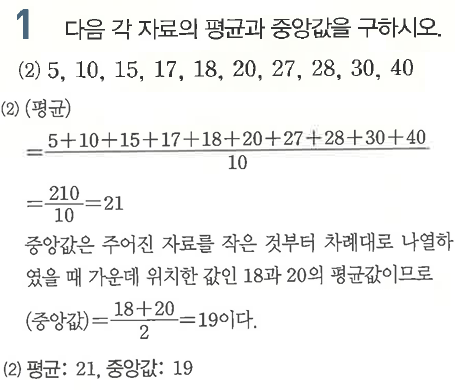 1 다음 각 자료의 평균과 중앙값을 구하시오.
(2) 5, 10, 15, 17, 18, 20, 27, 28, 30, 40
(2) (평균)
=\frac{5+10+15+17+18+20+27+28+30+40}{10}
=\frac{210}{10}=21
중앙값은 주어진 자료를 작은 것부터 차례대로 나열하
였을 때 가운데 위치한 값인 18과 20의 평균값이므로
(중앙값)=\frac{18+20}{2}=19이다.
(2) 평균: 21, 중앙값: 19